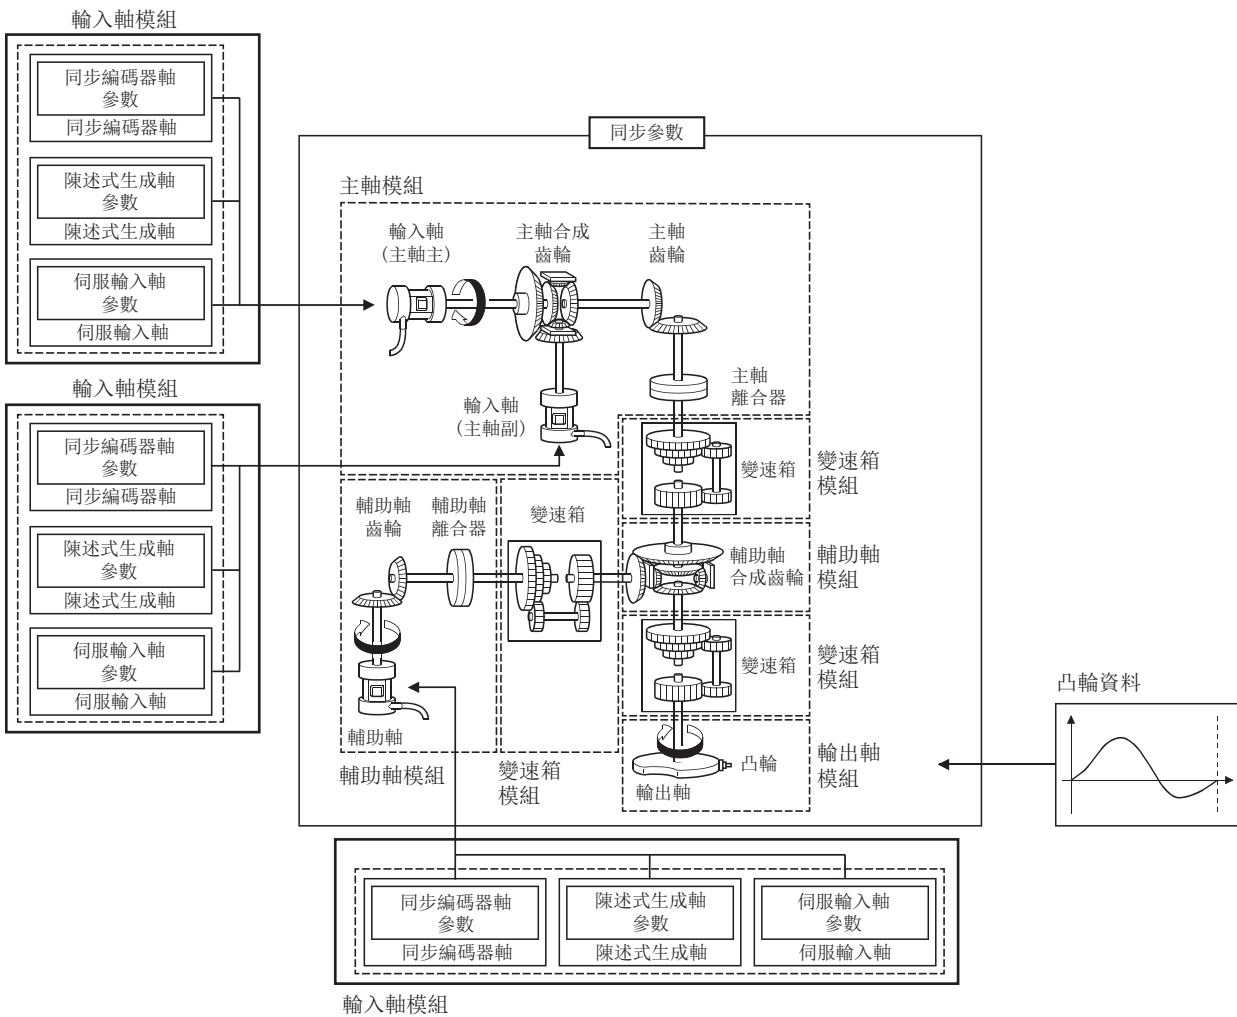 輸入軸模組
同步編碼器軸
參數
同步編碼器軸
陳述式生成軸
參數
陳述式生成軸
伺服輸入軸
參數
伺服輸入軸
輸入軸模組
同步編碼器軸
參數
同步編碼器軸
陳述式生成軸
參數
陳述式生成軸
伺服輸入軸
參數
伺服輸入軸
同步參數
主軸模組
輸入軸
(主軸主)
主軸合成
齒輪
主軸
齒輪
主軸
離合器
輸入軸
(主軸副)
變速箱
變速箱
模組
輔助軸
齒輪
輔助軸
離合器
變速箱
輔助軸
合成齒輪
輔助軸
模組
變速箱
變速箱
模組
輔助軸
輔助軸模組
變速箱
模組
凸輪
輸出軸
輸出軸
模組
凸輪資料
同步編碼器軸
參數
同步編碼器軸
陳述式生成軸
參數
陳述式生成軸
伺服輸入軸
參數
伺服輸入軸
輸入軸模組